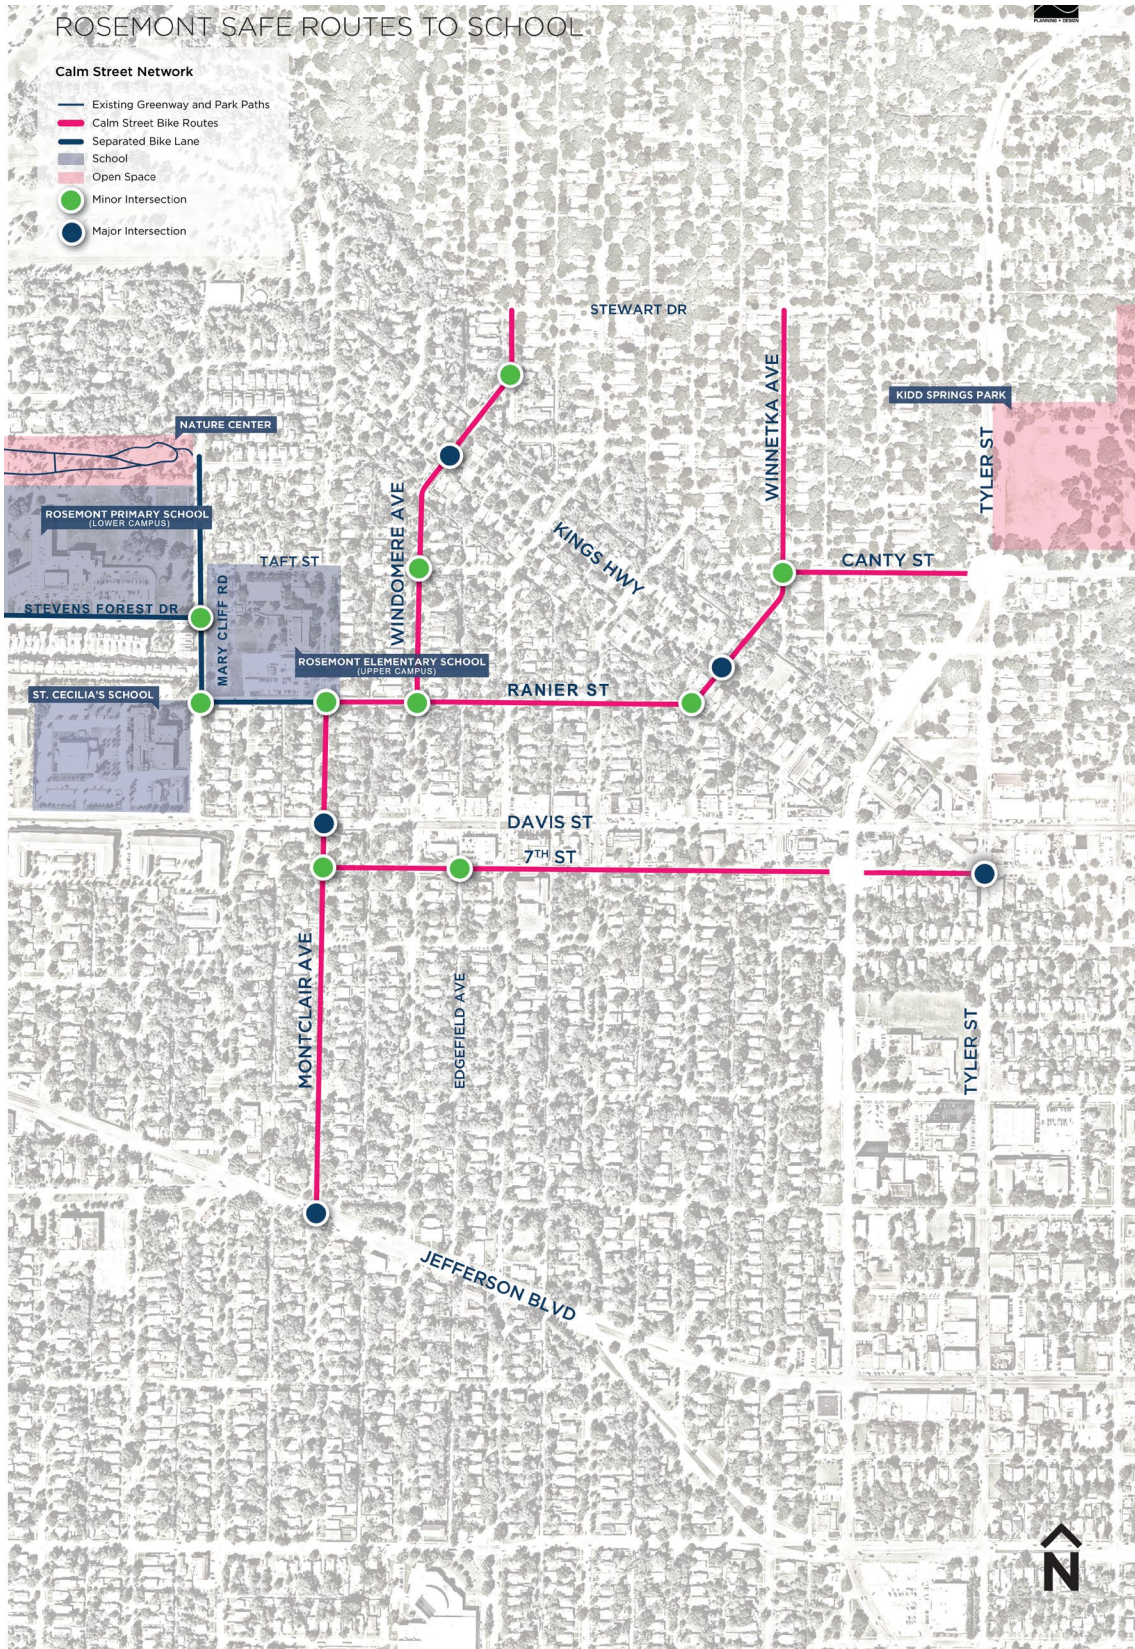 ROSEMONT SAFE ROUTES TO SCHOOL
PLANNING + DESIGN
Calm Street Network
Existing Greenway and Park Paths
Calm Street Bike Routes
Separated Bike Lane
School
Open Space
Minor Intersection
Major Intersection
STEWART DR
WINNETKA AVE
KIDD SPRINGS PARK
TYLER ST
NATURE CENTER
WINDOMERE AVE
ROSEMONT PRIMARY SCHOOL
(LOWER CAMPUS)
KINGS HWY
TAFT ST
CANTY ST
STEVENS FOREST DR
MARY CLIFF RD
ROSEMONT ELEMENTARY SCHOOL
(UPPER CAMPUS)
ST. CECILIA'S SCHOOL
RANIER ST
DAVIS ST
7TH ST
MONTCLAIR AVE
EDGEFIELD AVE
TYLER ST
JEFFERSON BLVD
N